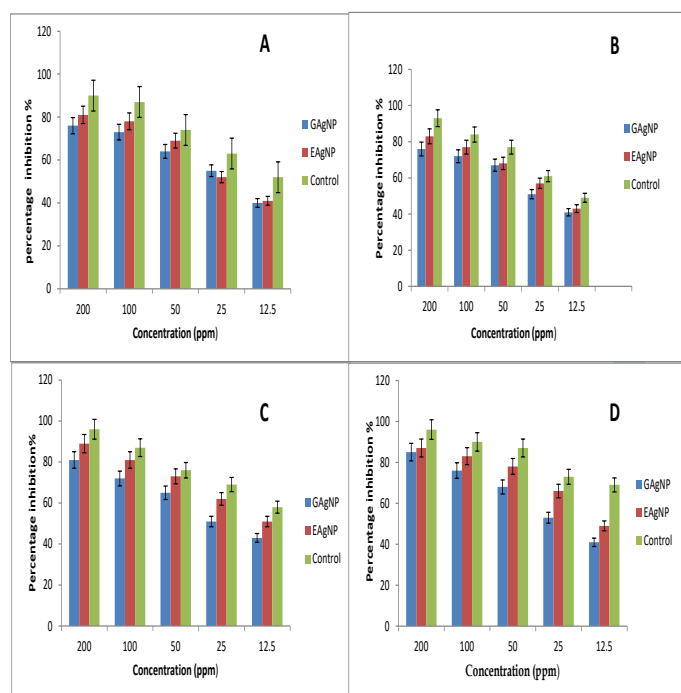 A
percentage inhibition %
120
100
80
60
40
20
0
200 100 50 25 12.5
Concentration (ppm)
GAgNP
EAgNP
Control
B
Percentage inhibition %
120
100
80
60
40
20
0
200 100 50 25 12.5
Concentration (ppm)
GAgNP
EAgNP
Control
C
Percentage inhibition%
120
100
80
60
40
20
0
200 100 50 25 12.5
Concentration (ppm)
GAgNP
EAgNP
Control
D
Percentage inhibition %
120
100
80
60
40
20
0
200 100 50 25 12.5
Concentration (ppm)
GAgNP
EAgNP
Control